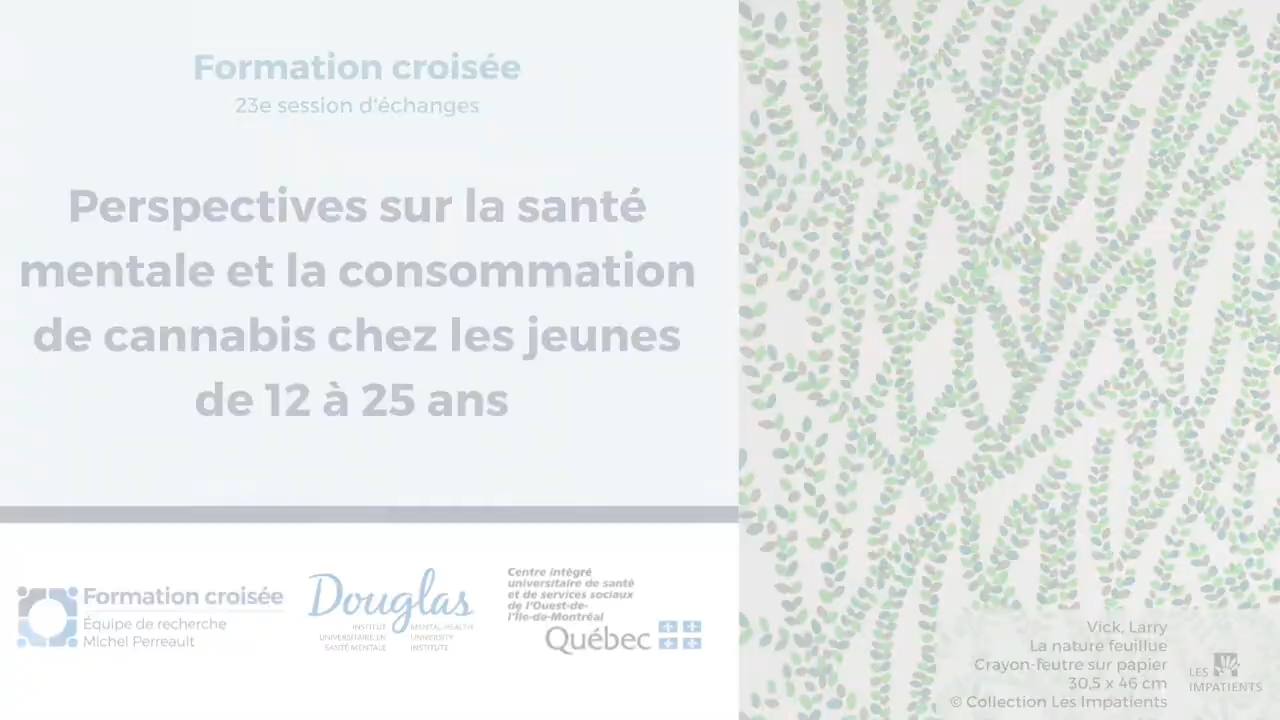 Formation croisée
23e session d'échanges
Perspectives sur la santé
mentale et la consommation
de cannabis chez les jeunes
de 12 à 25 ans
Formation croisée
Équipe de recherche
Michel Perreault
Douglas
INSTITUT
UNIVERSITAIRE EN
SANTÉ MENTALE
MENTAL HEALTH
UNIVERSITY
INSTITUTE
Centre intégré
universitaire de santé
et de services sociaux
de l'Ouest-de-
l'Île-de-Montréal
Québec
Vick, Larry
La nature feuillue
Crayon-feutre sur papier
30,5 x 46 cm
© Collection Les Impatients
LES
IMPATIENTS